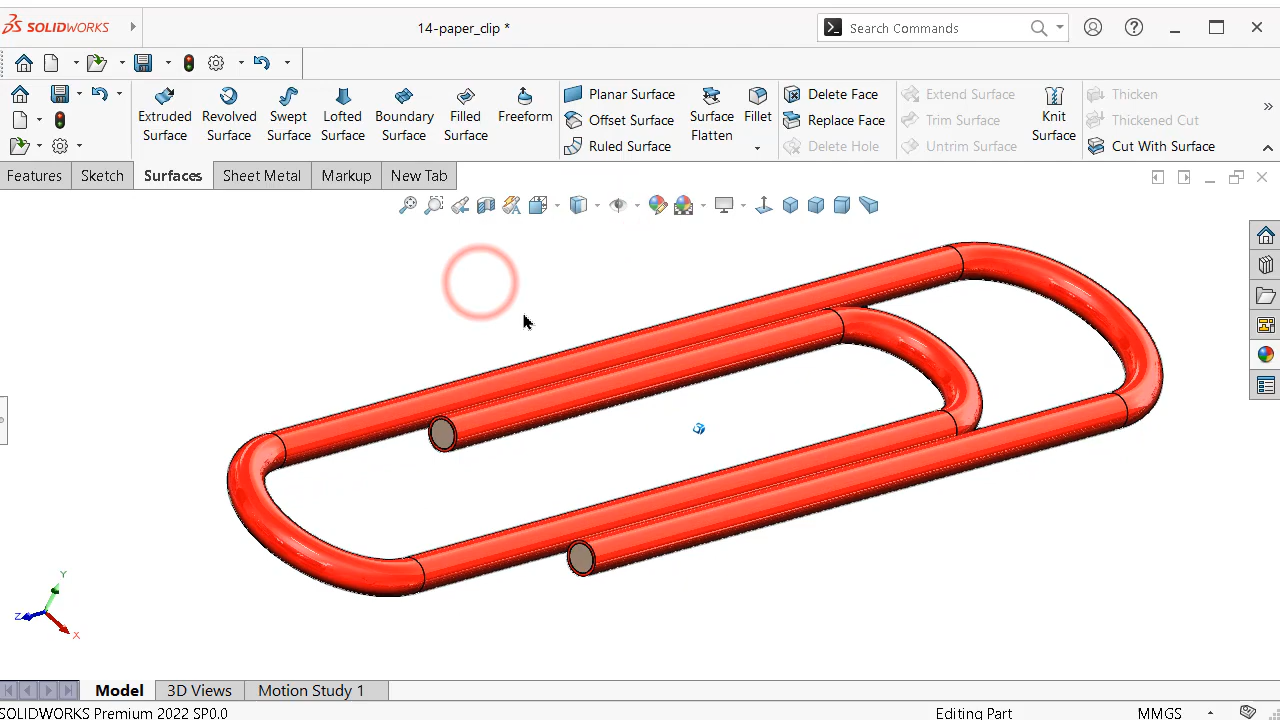 SOLIDWORKS
14-paper_clip *
Search Commands
Extruded Surface
Revolved Surface
Swept Surface
Lofted Surface
Boundary Surface
Filled Surface
Freeform
Planar Surface
Offset Surface
Ruled Surface
Surface Flatten
Fillet
Delete Face
Replace Face
Delete Hole
Extend Surface
Trim Surface
Untrim Surface
Knit Surface
Thicken
Thickened Cut
Cut With Surface
Features
Sketch
Surfaces
Sheet Metal
Markup
New Tab
Y
Z
X
Model
3D Views
Motion Study 1
SOLIDWORKS Premium 2022 SP0.0
Editing Part
MMGS